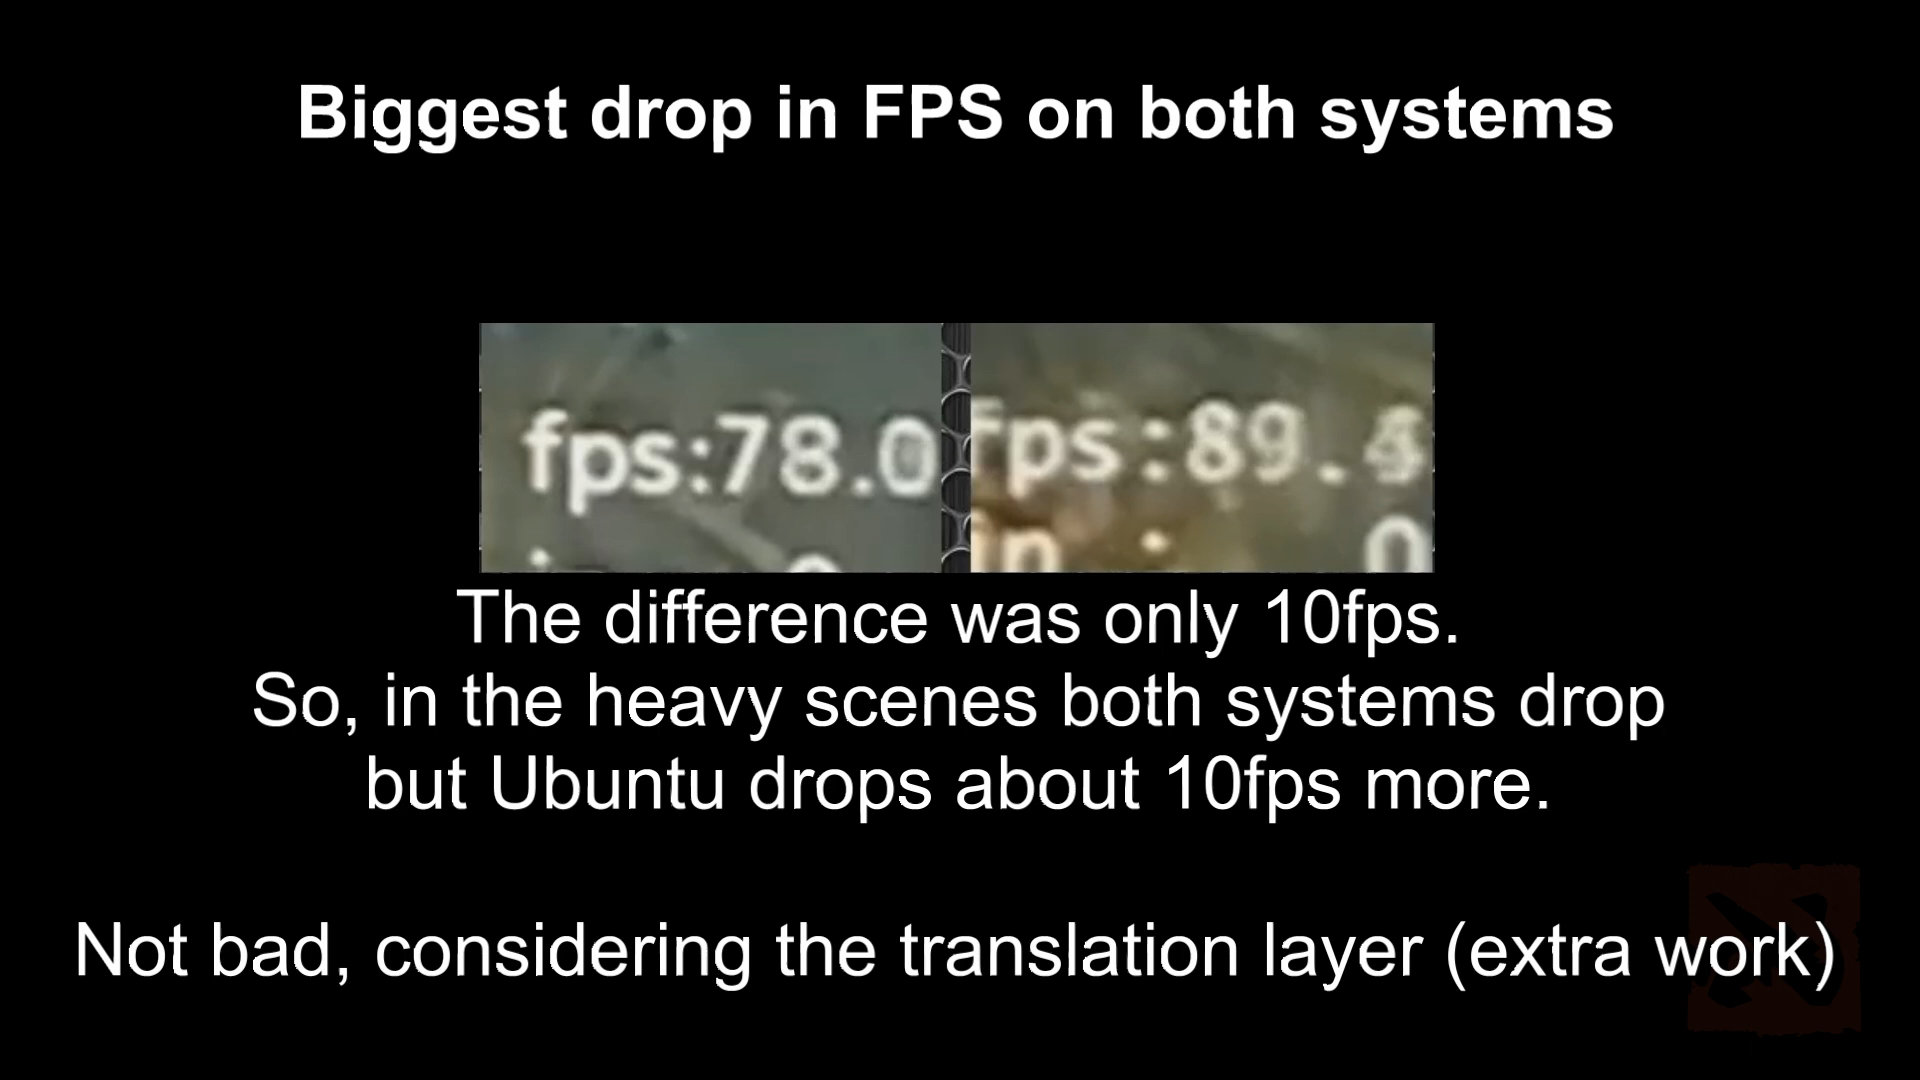 Biggest drop in FPS on both systems
fps:78.0
fps:89.4
The difference was only 10fps.
So, in the heavy scenes both systems drop
but Ubuntu drops about 10fps more.
Not bad, considering the translation layer (extra work)